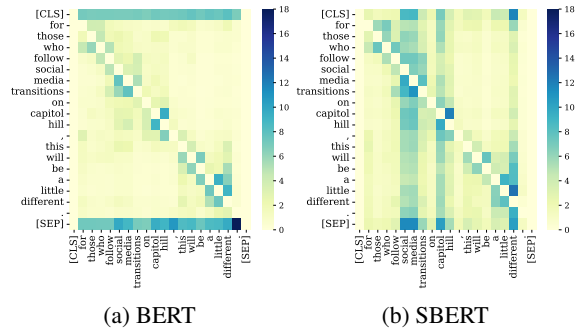 [CLS]
for
those
who
follow
social
media
transitions
on
capitol
hill
,
this
will
be
a
little
different
.
[SEP]
[CLS]
for
those
who
follow
social
media
transitions
on
capitol
hill
,
this
will
be
a
little
different
.
[SEP]
18
16
14
12
10
8
6
4
2
0
(a) BERT
[CLS]
for
those
who
follow
social
media
transitions
on
capitol
hill
,
this
will
be
a
little
different
.
[SEP]
[CLS]
for
those
who
follow
social
media
transitions
on
capitol
hill
,
this
will
be
a
little
different
.
[SEP]
18
16
14
12
10
8
6
4
2
0
(b) SBERT